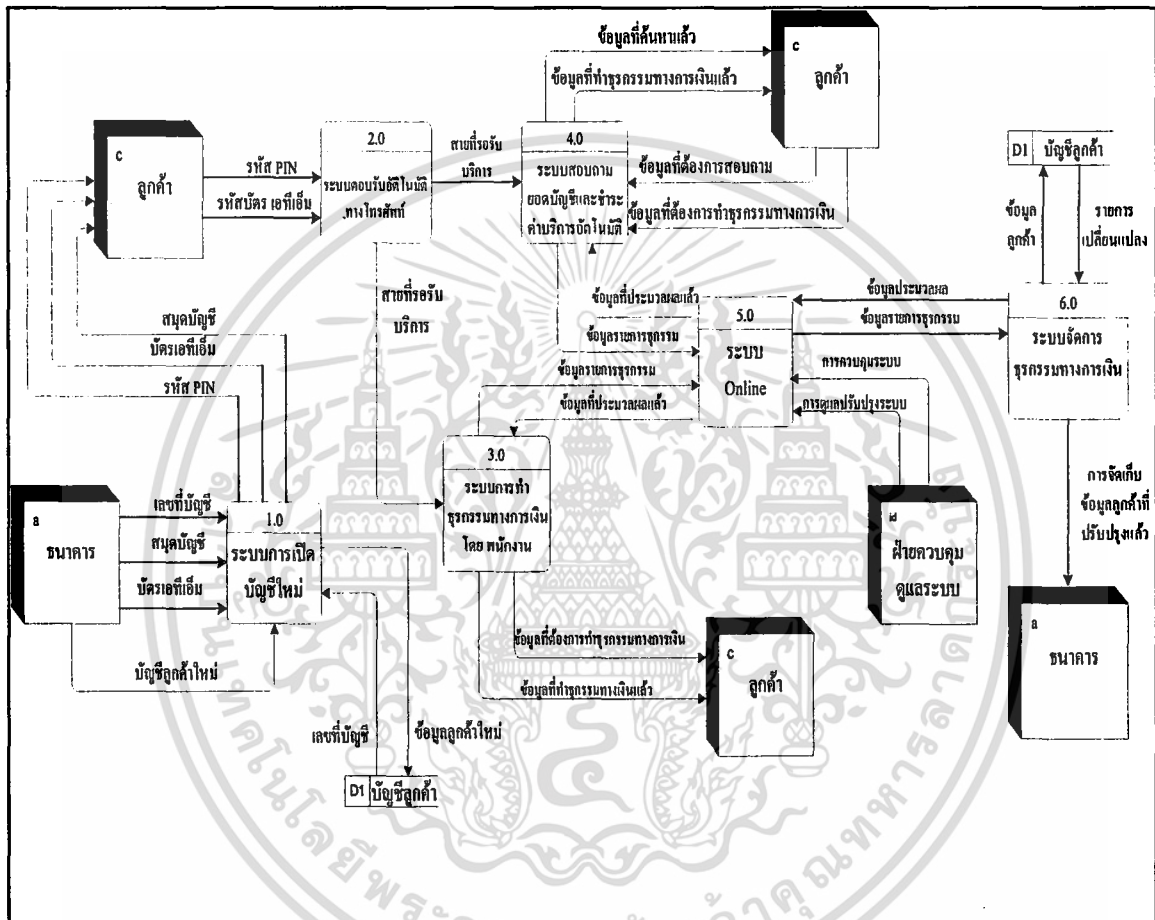 ข้อมูลที่ค้นหาแล้ว
ข้อมูลที่ทำธุรกรรมทางการเงินแล้ว
c
ลูกค้า
c
ลูกค้า
รหัส PIN
รหัสบัตร เอทีเอ็ม
2.0
ระบบตอบรับอัตโนมัติ
ทางโทรศัพท์
สายที่รอรับ
บริการ
4.0
ระบบสอบถาม
ยอดบัญชีและชำระ
ค่าบริการอัตโนมัติ
ข้อมูลที่ต้องการสอบถาม
ข้อมูลที่ต้องการทำธุรกรรมทางการเงิน
D1 บัญชีลูกค้า
ข้อมูล
ลูกค้า
รายการ
เปลี่ยนแปลง
สายที่รอรับ
บริการ
ข้อมูลที่ประมวลผลแล้ว
ข้อมูลรายการธุรกรรม
ข้อมูลรายการธุรกรรม
ข้อมูลที่ประมวลผลแล้ว
5.0
ระบบ
Online
ข้อมูลประมวลผล
ข้อมูลรายการธุรกรรม
การควบคุมระบบ
การดูแลปรับปรุงระบบ
6.0
ระบบจัดการ
ธุรกรรมทางการเงิน
สมุดบัญชี
บัตรเอทีเอ็ม
รหัส PIN
3.0
ระบบการทำ
ธุรกรรมทางการเงิน
โดย พนักงาน
a
ธนาคาร
เลขที่บัญชี
สมุดบัญชี
บัตรเอทีเอ็ม
บัญชีลูกค้าใหม่
1.0
ระบบการเปิด
บัญชีใหม่
id
ฝ่ายควบคุม
ดูแลระบบ
การจัดเก็บ
ข้อมูลลูกค้าที่
ปรับปรุงแล้ว
a
ธนาคาร
ข้อมูลที่ต้องการทำธุรกรรมทางการเงิน
ข้อมูลที่ทำธุรกรรมทางเงินแล้ว
c
ลูกค้า
เลขที่บัญชี
ข้อมูลลูกค้าใหม่
D1 บัญชีลูกค้า